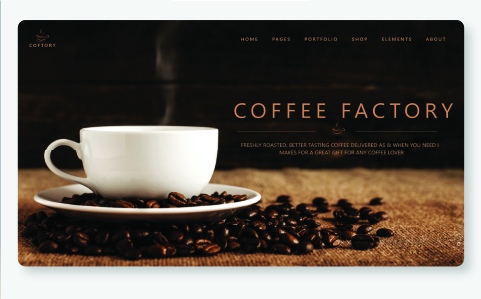 COFTORY
HOME PAGES PORTFOLIO SHOP ELEMENTS ABOUT
COFFEE FACTORY
FRESHLY ROASTED, BETTER TASTING COFFEE DELIVERED AS & WHEN YOU NEED I
MAKES FOR A GREAT GIFT FOR ANY COFFEE LOVER